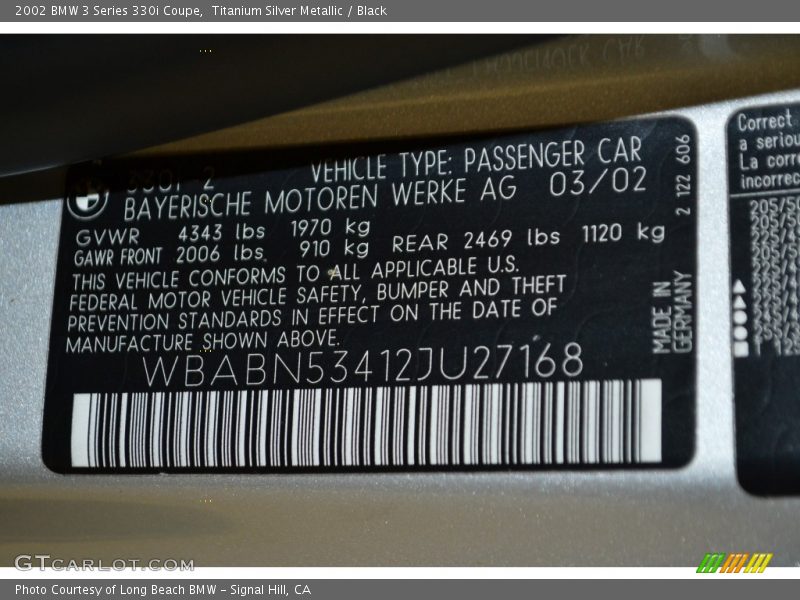 2002 BMW 3 Series 330i Coupe, Titanium Silver Metallic / Black
330I-2 VEHICLE TYPE: PASSENGER CAR
BAYERISCHE MOTOREN WERKE AG 03/02
GVWR 4343 lbs 1970 kg
GAWR FRONT 2006 lbs 910 kg REAR 2469 lbs 1120 kg
THIS VEHICLE CONFORMS TO ALL APPLICABLE U.S.
FEDERAL MOTOR VEHICLE SAFETY, BUMPER AND THEFT
PREVENTION STANDARDS IN EFFECT ON THE DATE OF
MANUFACTURE SHOWN ABOVE.
WBABN53412JU27168
2 122 606
MADE IN
GERMANY
Correct
a seriou
La corre
incorrec
205/50
GTCARLOT.COM
Photo Courtesy of Long Beach BMW – Signal Hill, CA